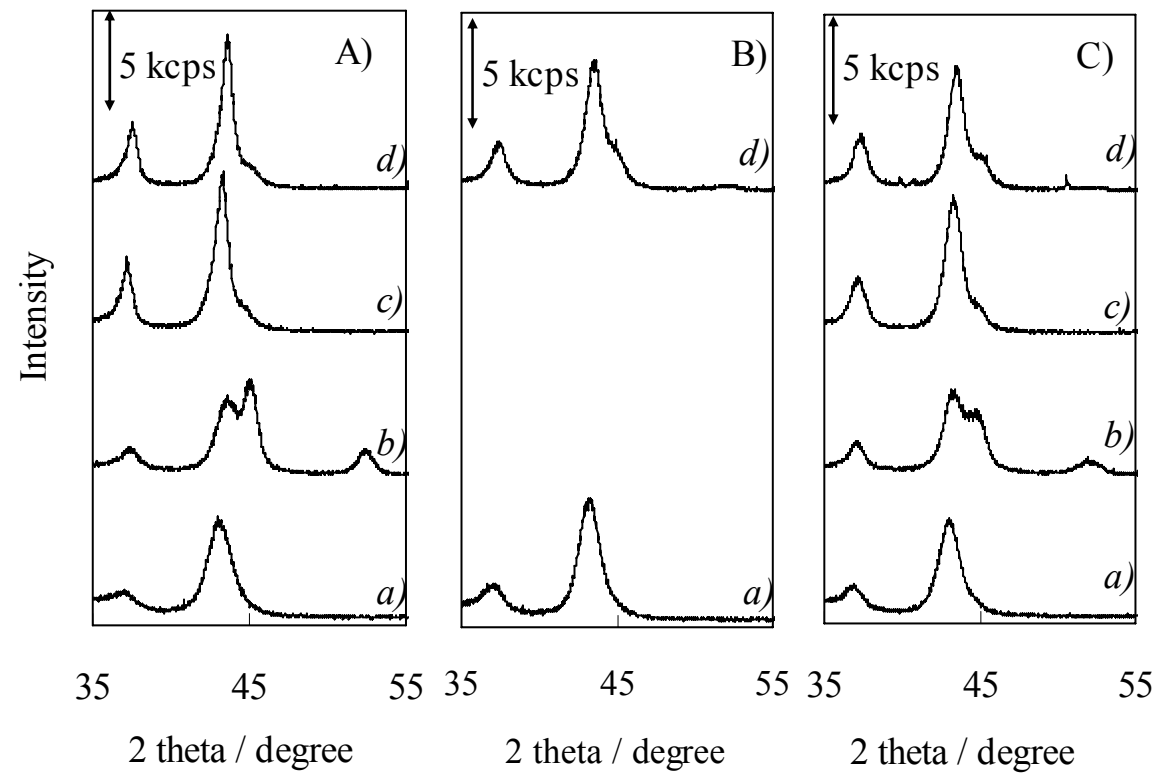 A)
5 kcps
d)
c)
b)
a)
B)
5 kcps
d)
a)
C)
5 kcps
d)
c)
b)
a)
Intensity
35 45 55
35 45 55
35 45 55
2 theta / degree
2 theta / degree
2 theta / degree